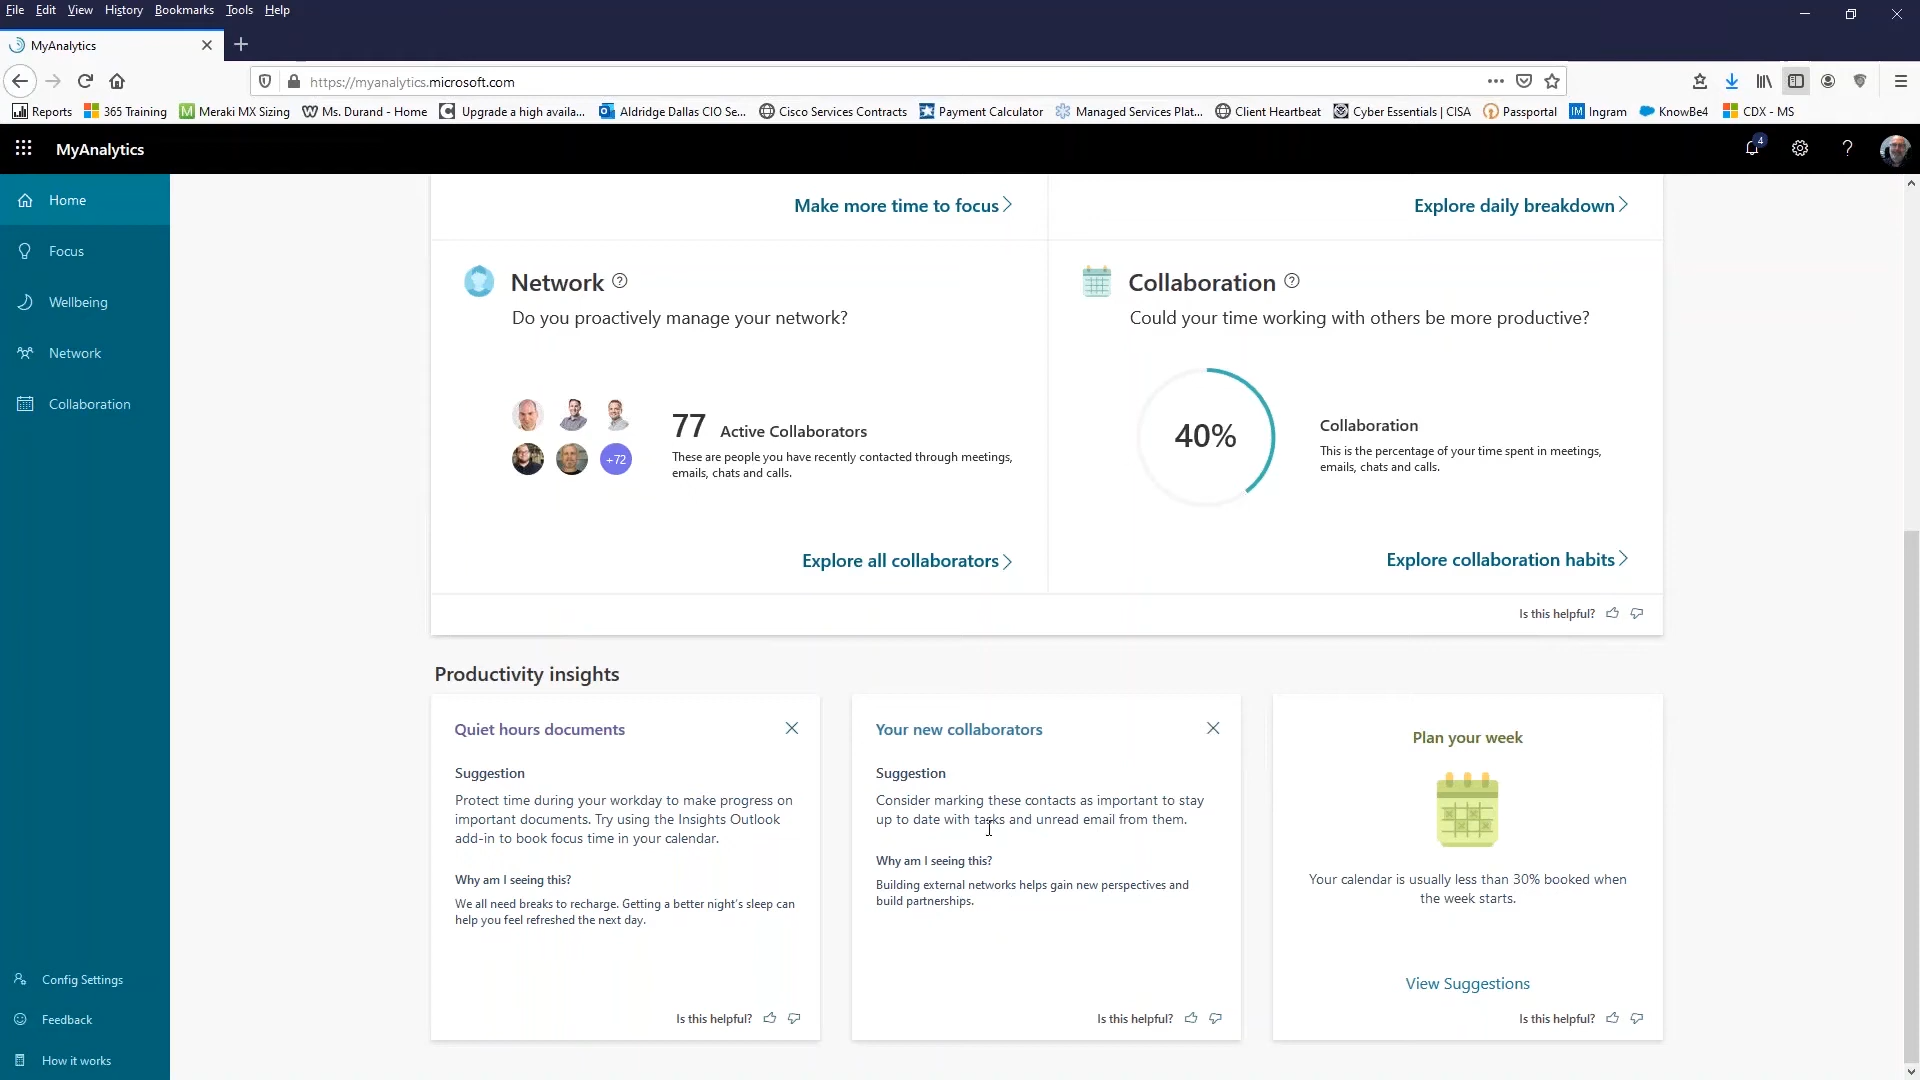 File Edit View History Bookmarks Tools Help
MyAnalytics
https://myanalytics.microsoft.com
Reports 365 Training Meraki MX Sizing Ms. Durand - Home Upgrade a high availa... Aldridge Dallas CIO Se... Cisco Services Contracts Payment Calculator Managed Services Plat... Client Heartbeat Cyber Essentials | CISA Passportal Ingram KnowBe4 CDX - MS
MyAnalytics
4
Home
Focus
Wellbeing
Network
Collaboration
Config Settings
Feedback
How it works
Make more time to focus
Explore daily breakdown
Network
Do you proactively manage your network?
+72
77 Active Collaborators
These are people you have recently contacted through meetings,
emails, chats and calls.
Explore all collaborators
Collaboration
Could your time working with others be more productive?
40%
Collaboration
This is the percentage of your time spent in meetings,
emails, chats and calls.
Explore collaboration habits
Is this helpful?
Productivity insights
Quiet hours documents
Suggestion
Protect time during your workday to make progress on
important documents. Try using the Insights Outlook
add-in to book focus time in your calendar.
Why am I seeing this?
We all need breaks to recharge. Getting a better night's sleep can
help you feel refreshed the next day.
Is this helpful?
Your new collaborators
Suggestion
Consider marking these contacts as important to stay
up to date with tasks and unread email from them.
Why am I seeing this?
Building external networks helps gain new perspectives and
build partnerships.
Is this helpful?
Plan your week
Your calendar is usually less than 30% booked when
the week starts.
View Suggestions
Is this helpful?